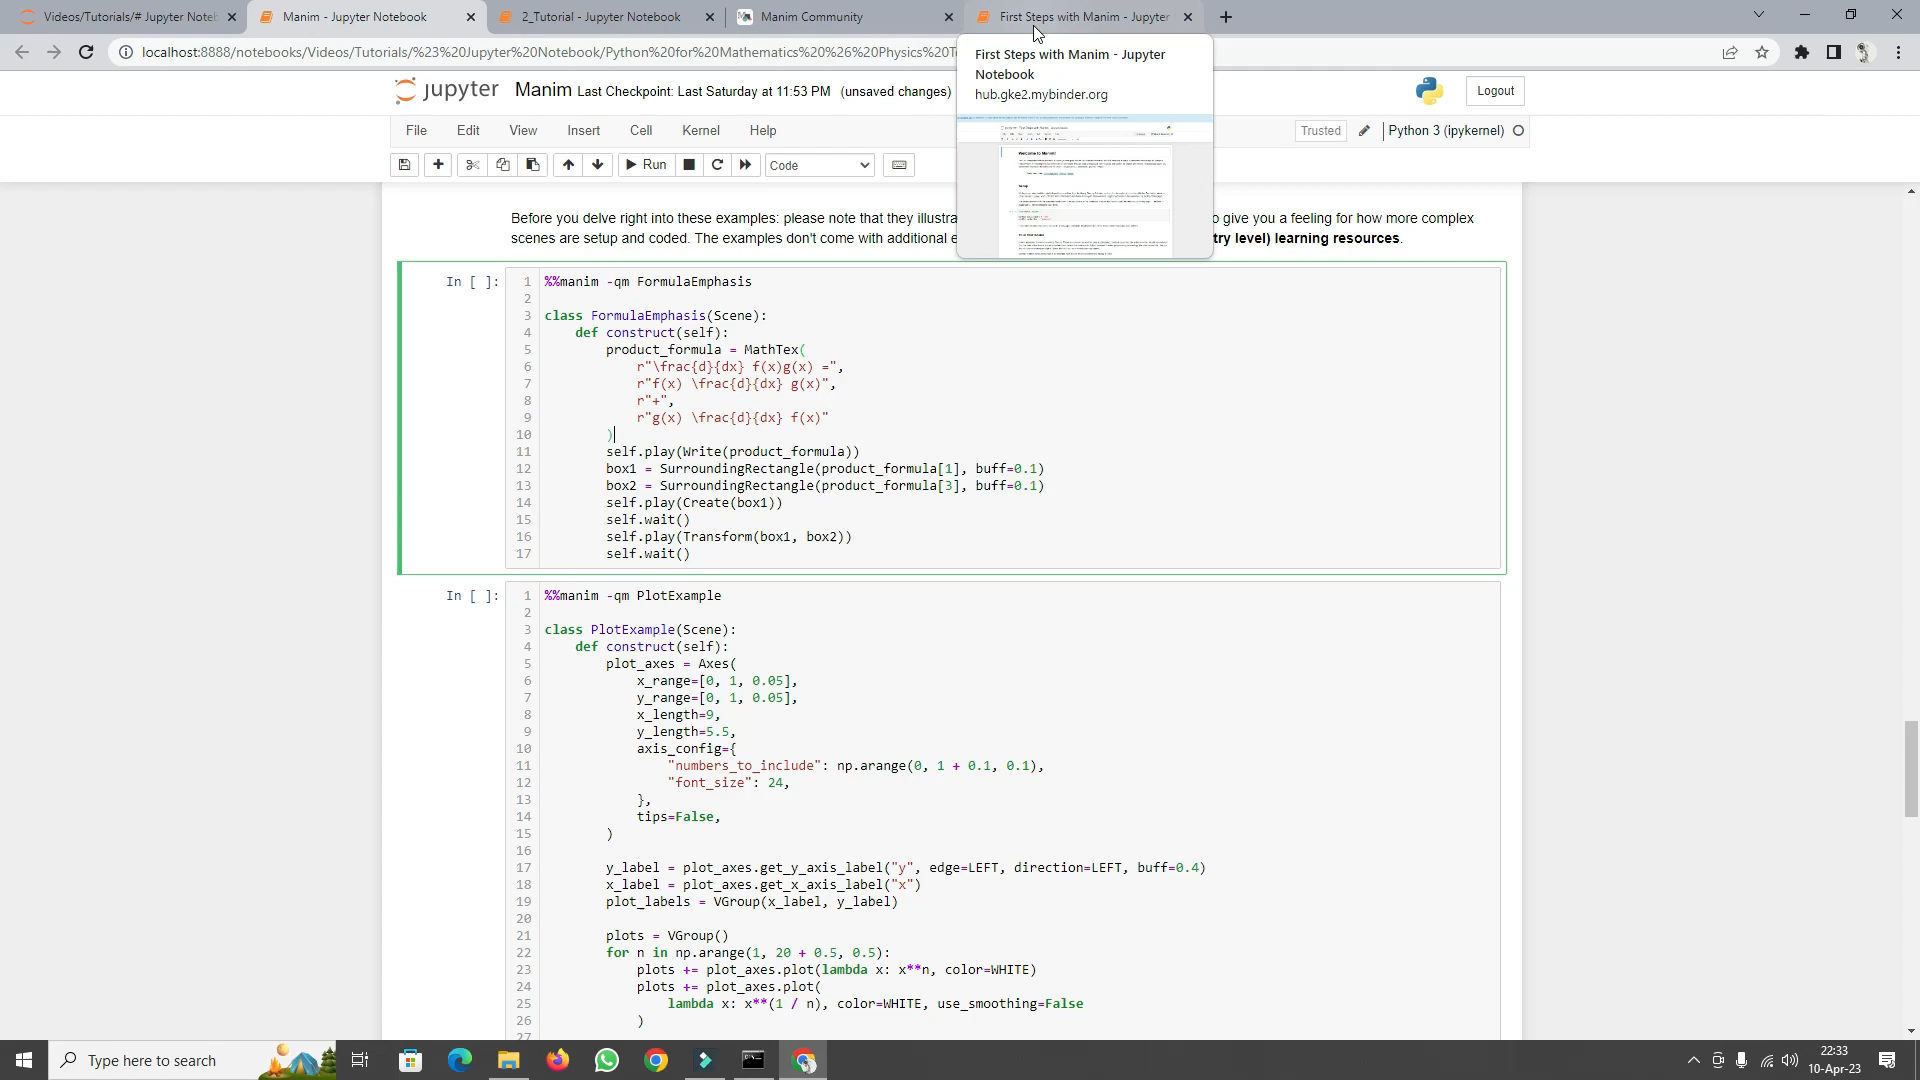 Videos/Tutorials/# Jupyter Notel
Manim - Jupyter Notebook
2_Tutorial - Jupyter Notebook
Manim Community
First Steps with Manim - Jupyter
localhost:8888/notebooks/Videos/Tutorials/%23%20Jupyter%20Notebook/Python%20for%20Mathematics%20%26%20Physics%20T
First Steps with Manim - Jupyter
Notebook
hub.gke2.mybinder.org
jupyter Manim Last Checkpoint: Last Saturday at 11:53 PM (unsaved changes)
Logout
File Edit View Insert Cell Kernel Help
Trusted
Python 3 (ipykernel)
Run
Code
Welcome to Manim!
Setup
Before you delve right into these examples: please note that they illustra
o give you a feeling for how more complex
scenes are setup and coded. The examples don't come with additional e
try level) learning resources.
In [ ]:
1 %%manim -qm FormulaEmphasis
2
3 class FormulaEmphasis(Scene):
4     def construct(self):
5         product_formula = MathTex(
6             r"\frac{d}{dx} f(x)g(x) =",
7             r"f(x) \frac{d}{dx} g(x)",
8             r"+",
9             r"g(x) \frac{d}{dx} f(x)"
10         )
11         self.play(Write(product_formula))
12         box1 = SurroundingRectangle(product_formula[1], buff=0.1)
13         box2 = SurroundingRectangle(product_formula[3], buff=0.1)
14         self.play(Create(box1))
15         self.wait()
16         self.play(Transform(box1, box2))
17         self.wait()
In [ ]:
1 %%manim -qm PlotExample
2
3 class PlotExample(Scene):
4     def construct(self):
5         plot_axes = Axes(
6             x_range=[0, 1, 0.05],
7             y_range=[0, 1, 0.05],
8             x_length=9,
9             y_length=5.5,
10             axis_config={
11                 "numbers_to_include": np.arange(0, 1 + 0.1, 0.1),
12                 "font_size": 24,
13             },
14             tips=False,
15         )
16
17         y_label = plot_axes.get_y_axis_label("y", edge=LEFT, direction=LEFT, buff=0.4)
18         x_label = plot_axes.get_x_axis_label("x")
19         plot_labels = VGroup(x_label, y_label)
20
21         plots = VGroup()
22         for n in np.arange(1, 20 + 0.5, 0.5):
23             plots += plot_axes.plot(lambda x: x**n, color=WHITE)
24             plots += plot_axes.plot(
25                 lambda x: x**(1 / n), color=WHITE, use_smoothing=False
26             )
27
Type here to search
22:33
10-Apr-23